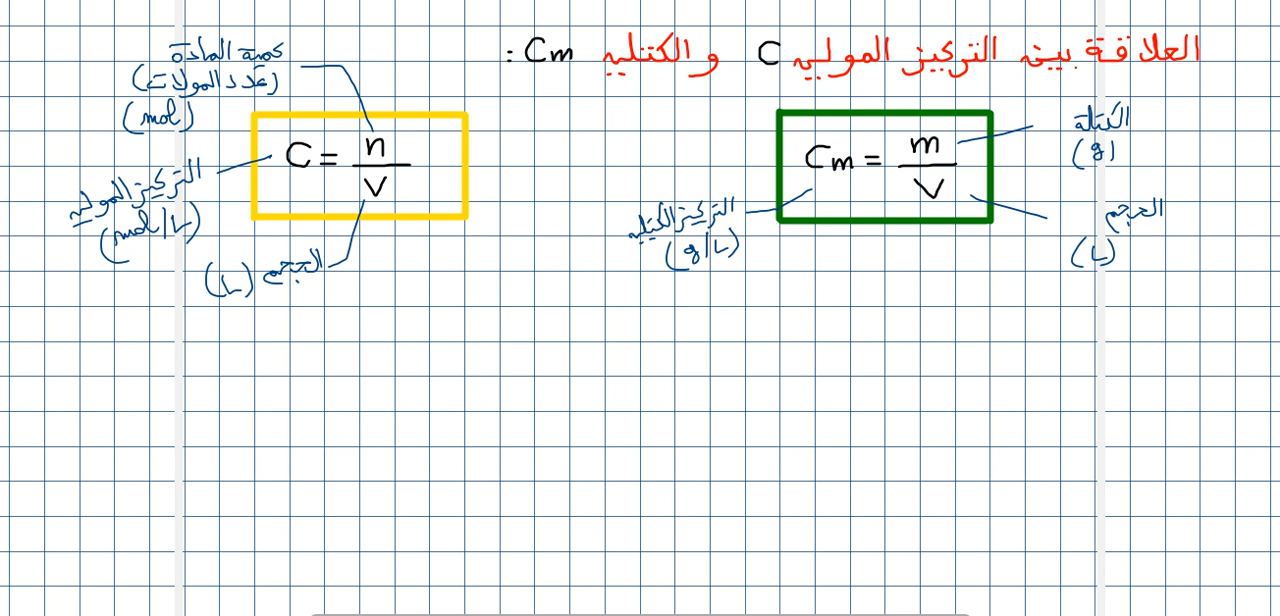 العلاقة بين التركيز المولي C والكتلي Cm :
كمية المادة
(عدد المولات)
(mol)
C = n / V
التركيز المولي
(mol/L)
الحجم (L)
Cm = m / V
الكتلة
(g)
التركيز الكتلي
(g/L)
الحجم
(L)